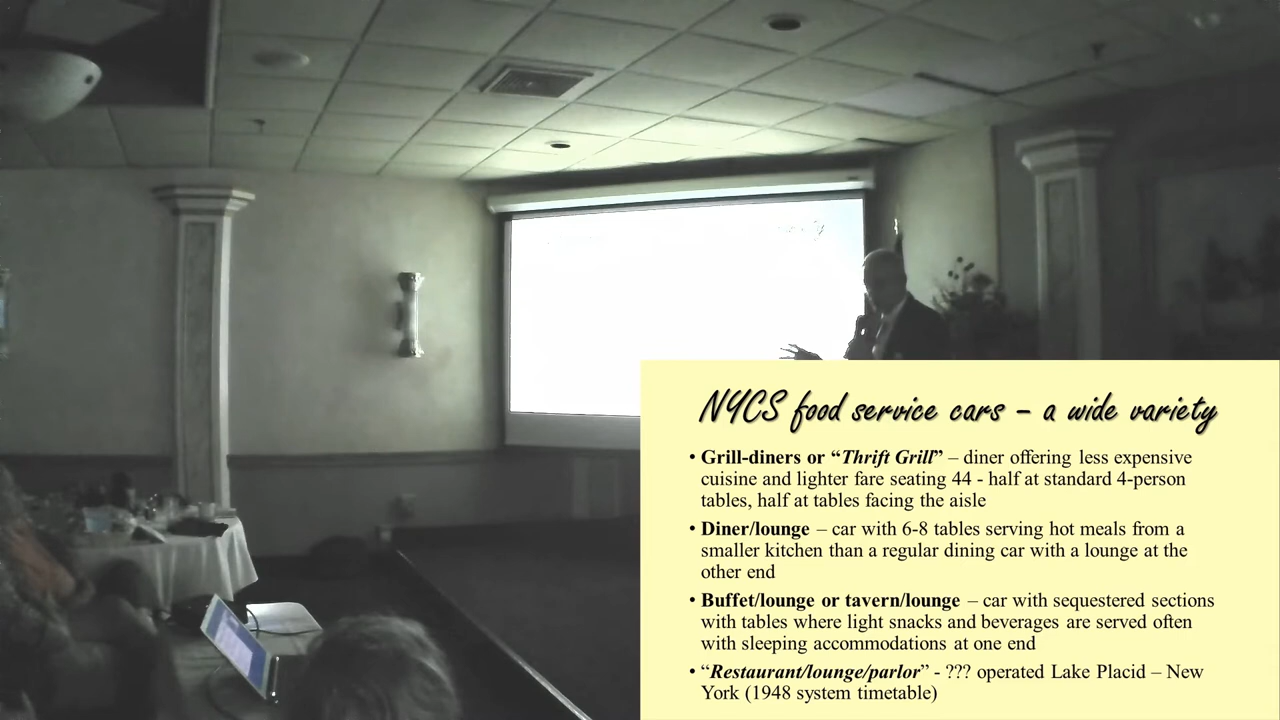 NYCS food service cars – a wide variety
• Grill-diners or “Thrift Grill” – diner offering less expensive
cuisine and lighter fare seating 44 - half at standard 4-person
tables, half at tables facing the aisle
• Diner/lounge – car with 6-8 tables serving hot meals from a
smaller kitchen than a regular dining car with a lounge at the
other end
• Buffet/lounge or tavern/lounge – car with sequestered sections
with tables where light snacks and beverages are served often
with sleeping accommodations at one end
• “Restaurant/lounge/parlor” - ??? operated Lake Placid – New
York (1948 system timetable)